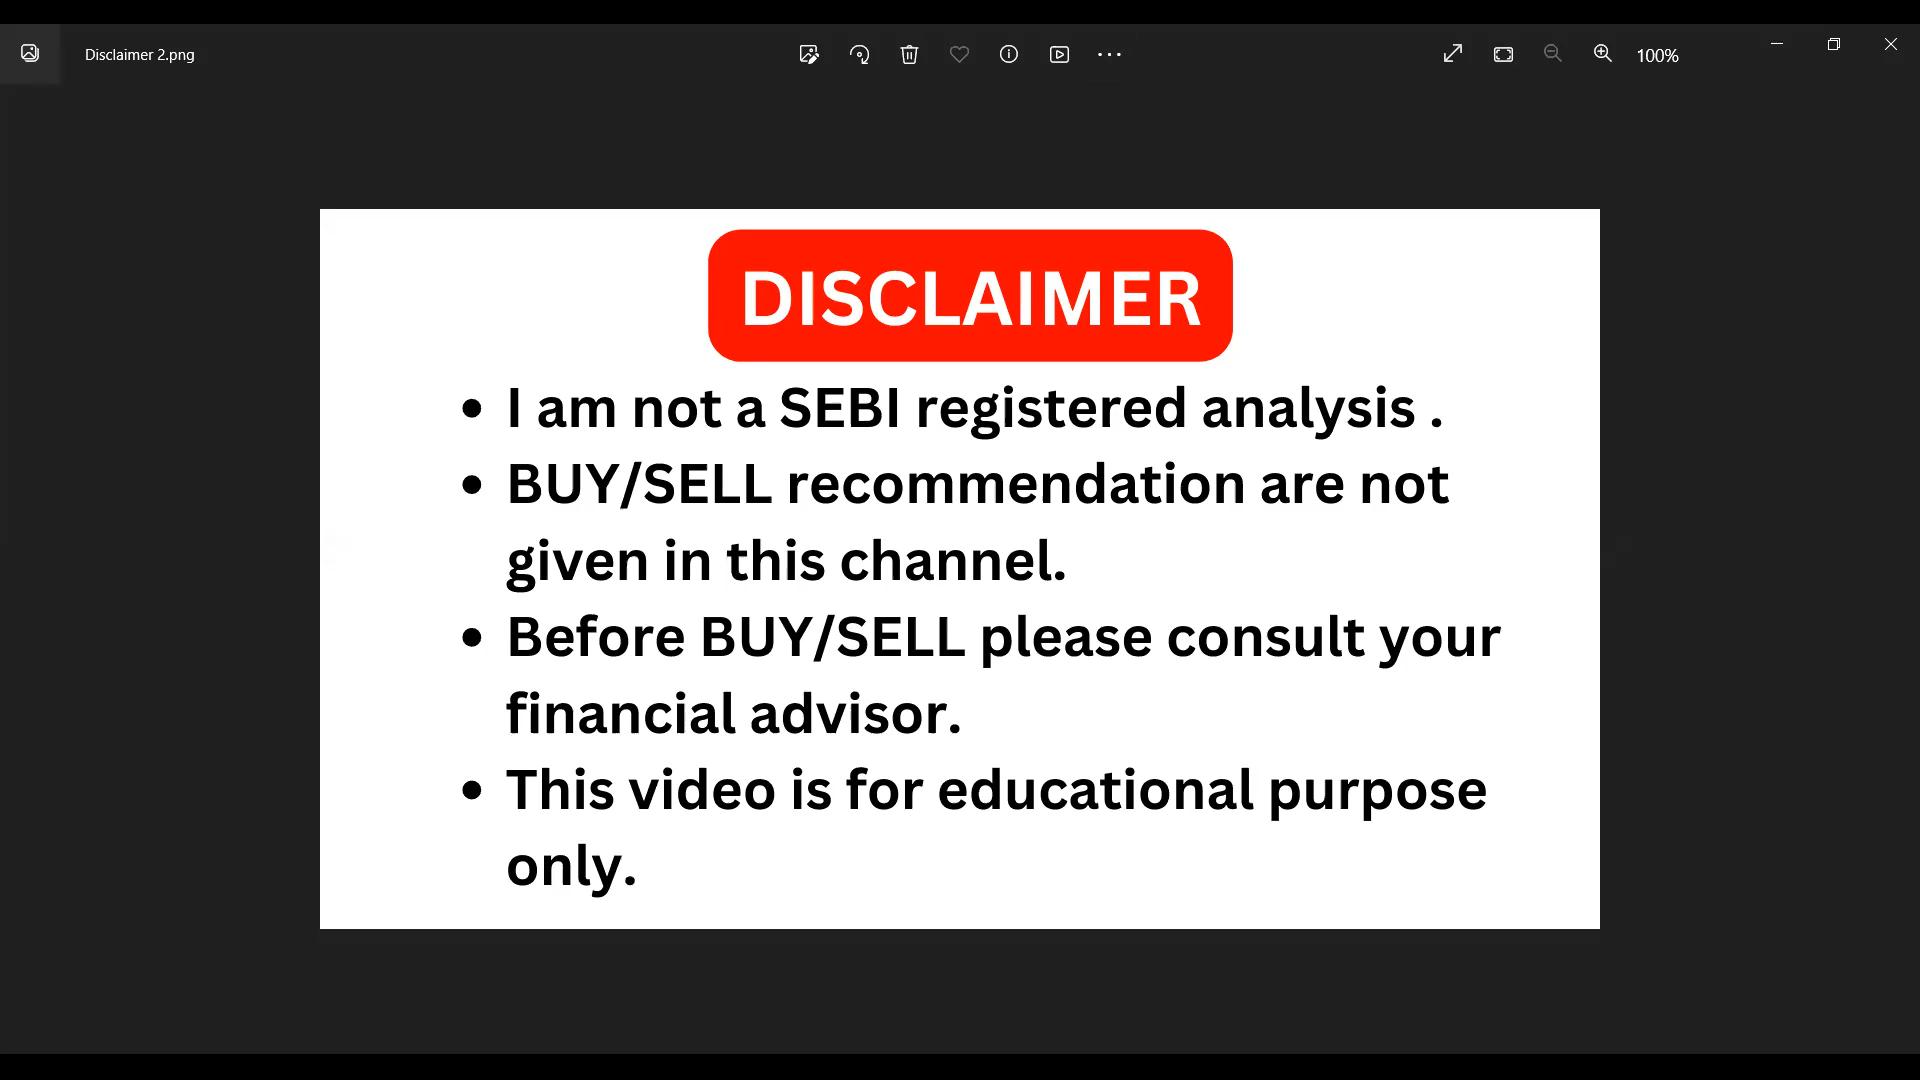 Disclaimer 2.png
100%
DISCLAIMER
• I am not a SEBI registered analysis .
• BUY/SELL recommendation are not
given in this channel.
• Before BUY/SELL please consult your
financial advisor.
• This video is for educational purpose
only.